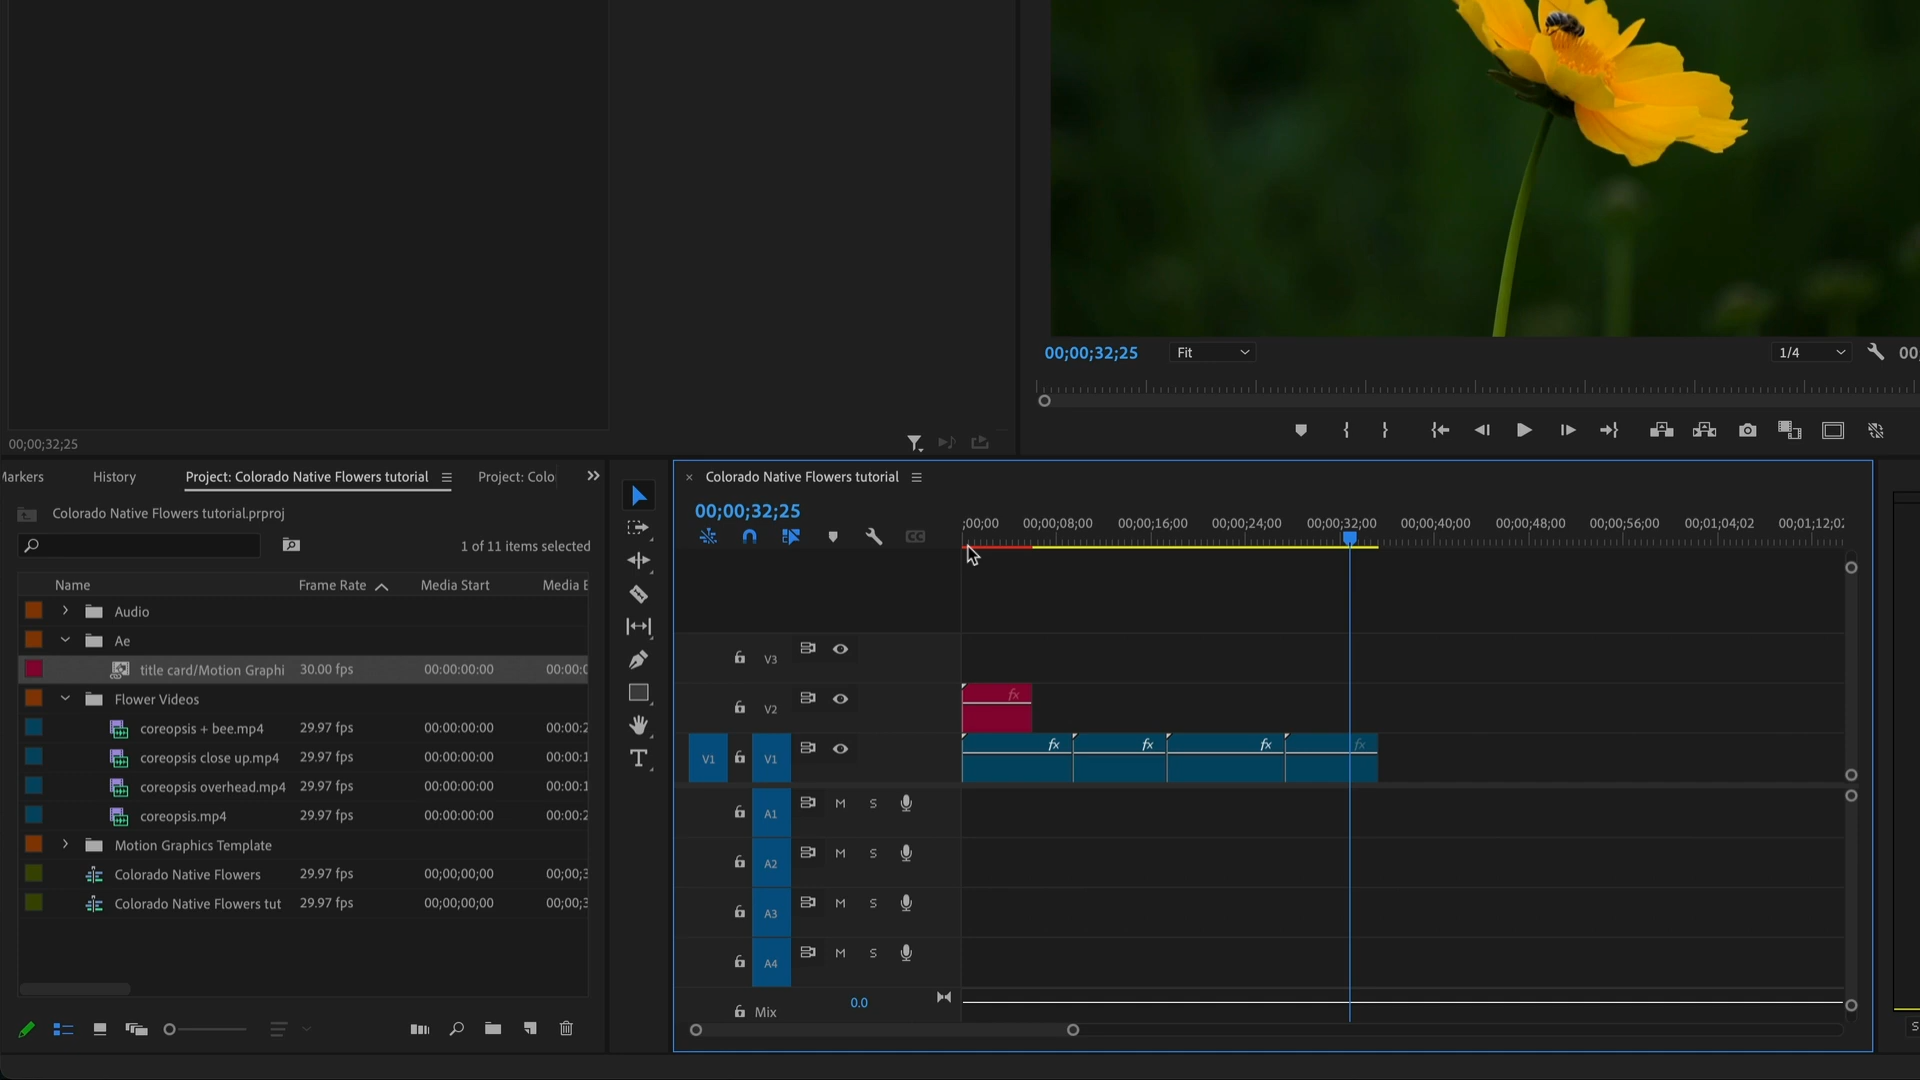 00;00;32;25
Fit
1/4
00;
00;00;32;25
Markers
History
Project: Colorado Native Flowers tutorial
Project: Colo
Colorado Native Flowers tutorial.prproj
1 of 11 items selected
Name
Frame Rate
Media Start
Media E
Audio
Ae
title card/Motion Graphi
30.00 fps
00:00:00:00
00:00:0
Flower Videos
coreopsis + bee.mp4
29.97 fps
00:00:00:00
00:00:2
coreopsis close up.mp4
29.97 fps
00:00:00:00
00:00:1
coreopsis overhead.mp4
29.97 fps
00:00:00:00
00:00:1
coreopsis.mp4
29.97 fps
00:00:00:00
00:00:2
Motion Graphics Template
Colorado Native Flowers
29.97 fps
00;00;00;00
00;00;3
Colorado Native Flowers tut
29.97 fps
00;00;00;00
00;00;3
T
Colorado Native Flowers tutorial
00;00;32;25
CC
;00;00
00;00;08;00
00;00;16;00
00;00;24;00
00;00;32;00
00;00;40;00
00;00;48;00
00;00;56;00
00;01;04;02
00;01;12;02
V3
V2
fx
V1
V1
fx
fx
fx
fx
A1
M
S
A2
M
S
A3
M
S
A4
M
S
Mix
0.0
S